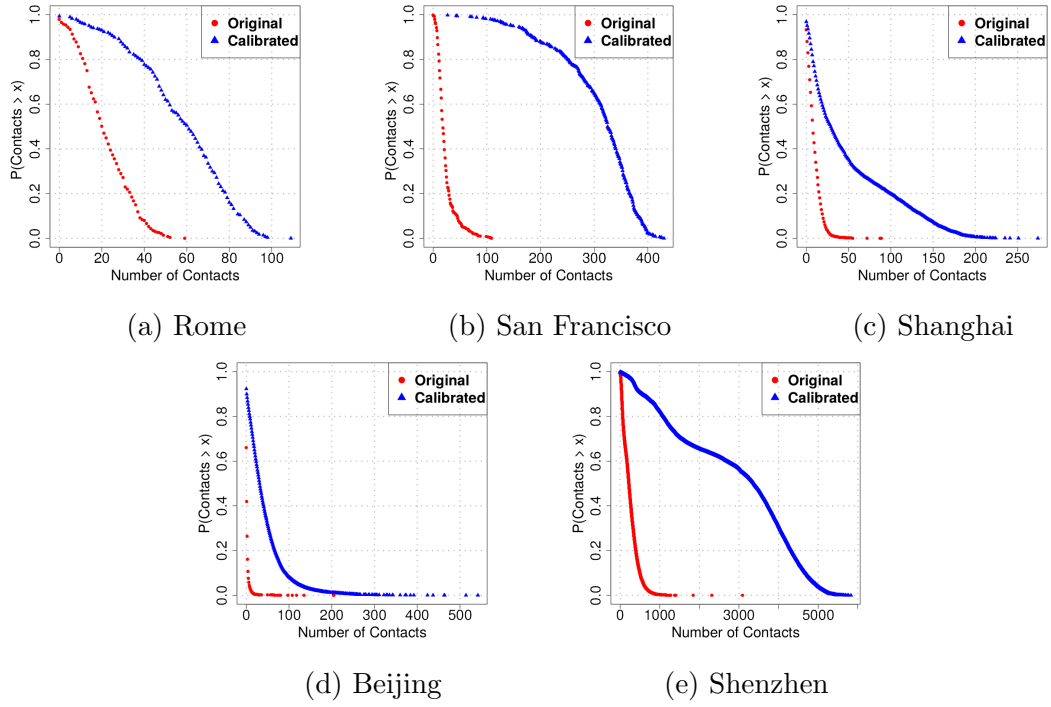 P(Contacts > x)
0.0 0.2 0.4 0.6 0.8 1.0
Original
Calibrated
0 20 40 60 80 100
Number of Contacts
(a) Rome
P(Contacts > x)
0.0 0.2 0.4 0.6 0.8 1.0
Original
Calibrated
0 100 200 300 400
Number of Contacts
(b) San Francisco
P(Contacts > x)
0.0 0.2 0.4 0.6 0.8 1.0
Original
Calibrated
0 50 100 150 200 250
Number of Contacts
(c) Shanghai
P(Contacts > x)
0.0 0.2 0.4 0.6 0.8 1.0
Original
Calibrated
0 100 200 300 400 500
Number of Contacts
(d) Beijing
P(Contacts > x)
0.0 0.2 0.4 0.6 0.8 1.0
Original
Calibrated
0 1000 3000 5000
Number of Contacts
(e) Shenzhen